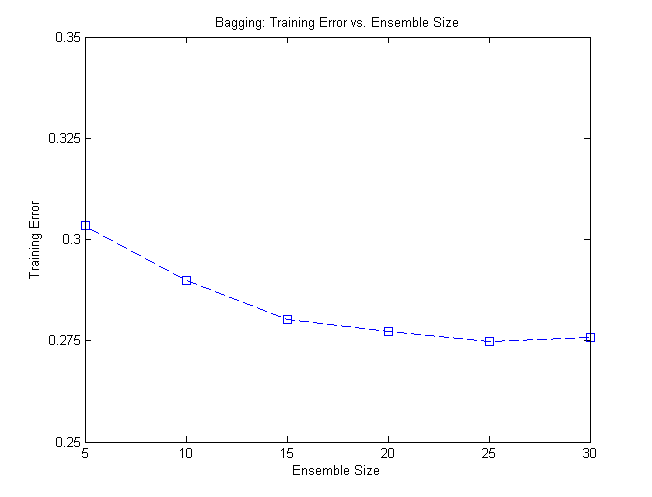 Bagging: Training Error vs. Ensemble Size
0.35
0.325
0.3
0.275
0.25
Training Error
5 10 15 20 25 30
Ensemble Size